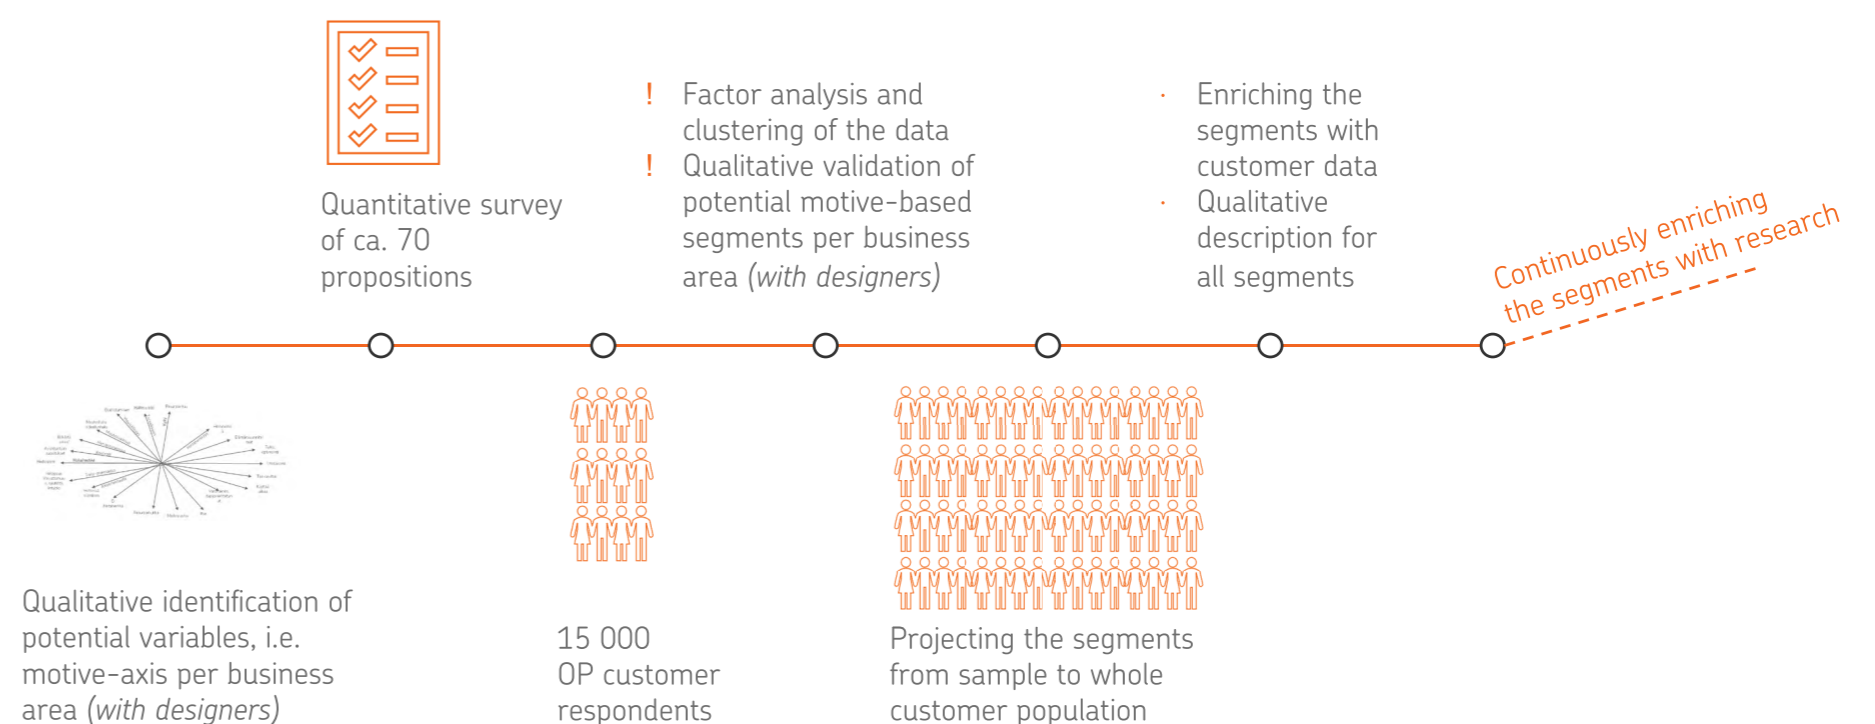 Quantitative survey
of ca. 70
propositions
! Factor analysis and
clustering of the data
! Qualitative validation of
potential motive-based
segments per business
area (with designers)
· Enriching the
segments with
customer data
· Qualitative
description for
all segments
Continuously enriching
the segments with research
Qualitative identification of
potential variables, i.e.
motive-axis per business
area (with designers)
15 000
OP customer
respondents
Projecting the segments
from sample to whole
customer population